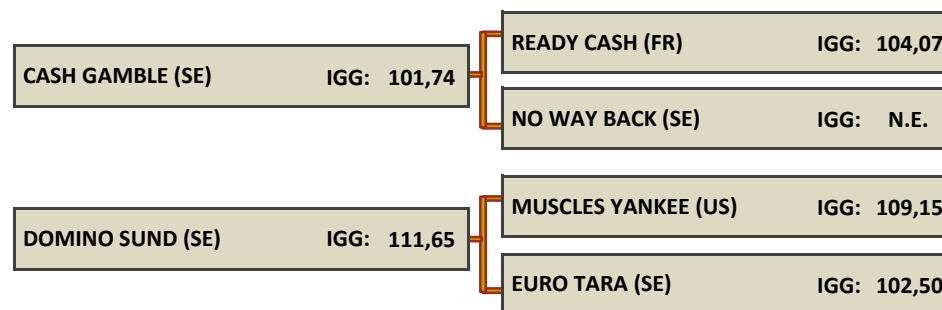 READY CASH (FR) IGG: 104,07
CASH GAMBLE (SE) IGG: 101,74
NO WAY BACK (SE) IGG: N.E.
MUSCLES YANKEE (US) IGG: 109,15
DOMINO SUND (SE) IGG: 111,65
EURO TARA (SE) IGG: 102,50